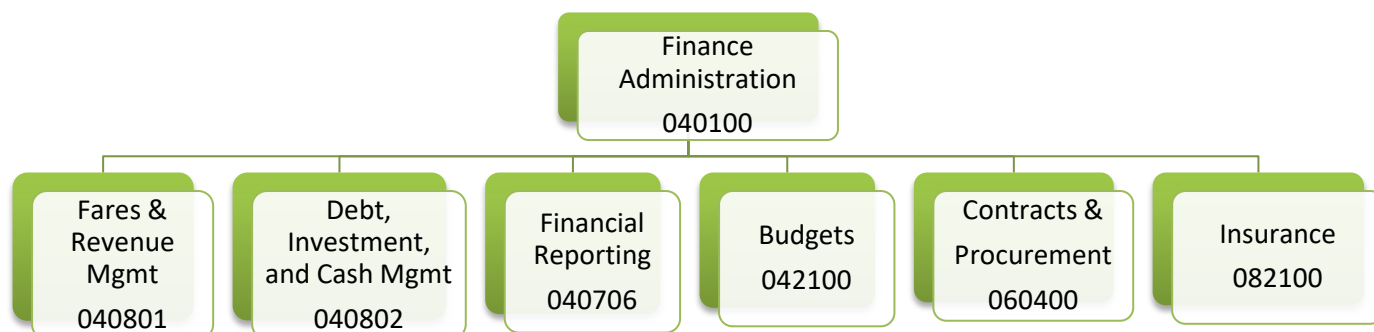 Finance
Administration
040100
Fares &
Revenue
Mgmt
040801
Debt,
Investment,
and Cash Mgmt
040802
Financial
Reporting
040706
Budgets
042100
Contracts &
Procurement
060400
Insurance
082100